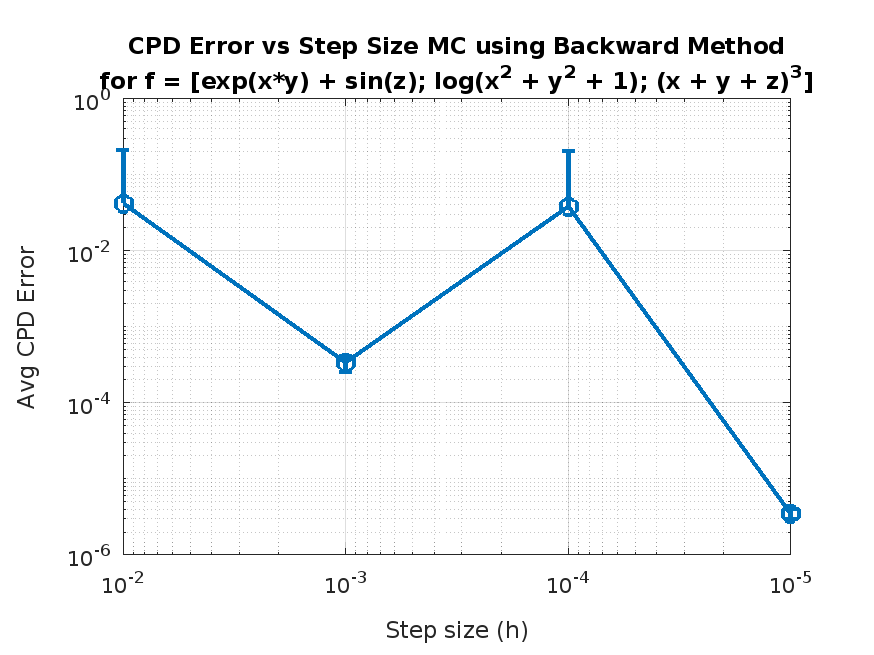 CPD Error vs Step Size MC using Backward Method
for f = [exp(x*y) + sin(z); log(x² + y² + 1); (x + y + z)³]
10⁰
10⁻²
10⁻⁴
10⁻⁶
Avg CPD Error
10⁻² 10⁻³ 10⁻⁴ 10⁻⁵
Step size (h)